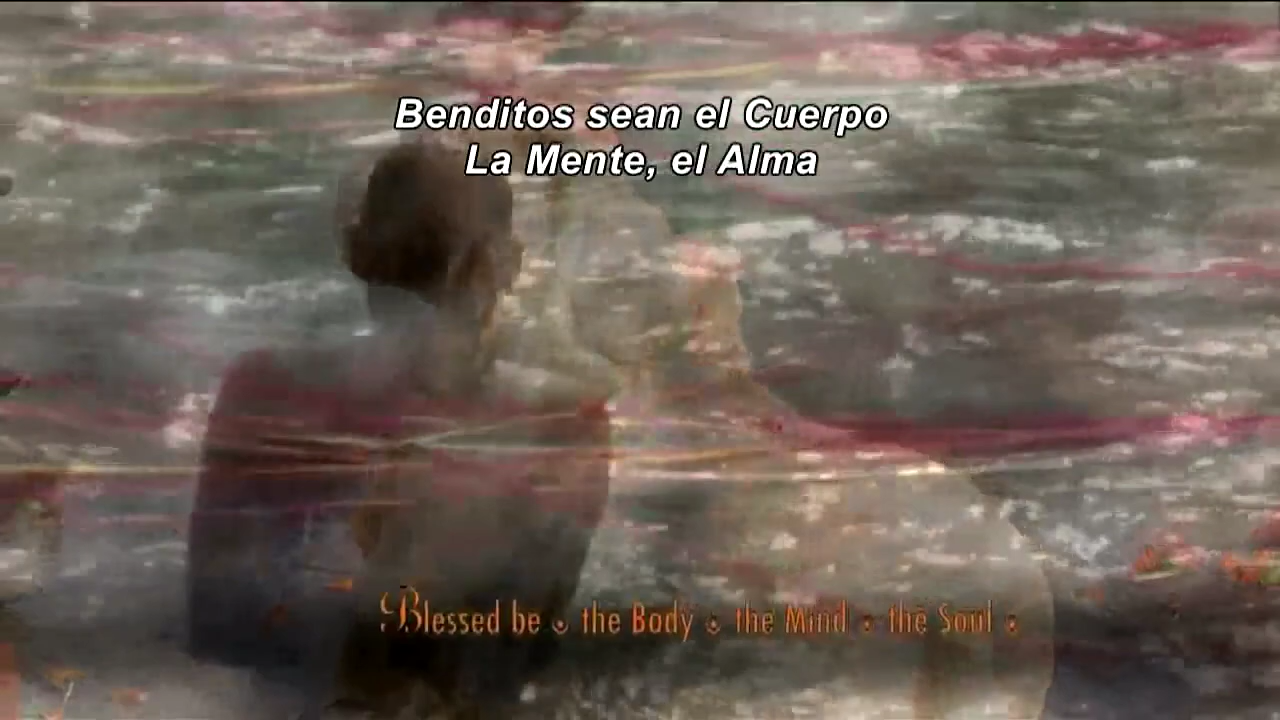 Benditos sean el Cuerpo
La Mente, el Alma
Blessed be • the Body • the Mind • the Soul •